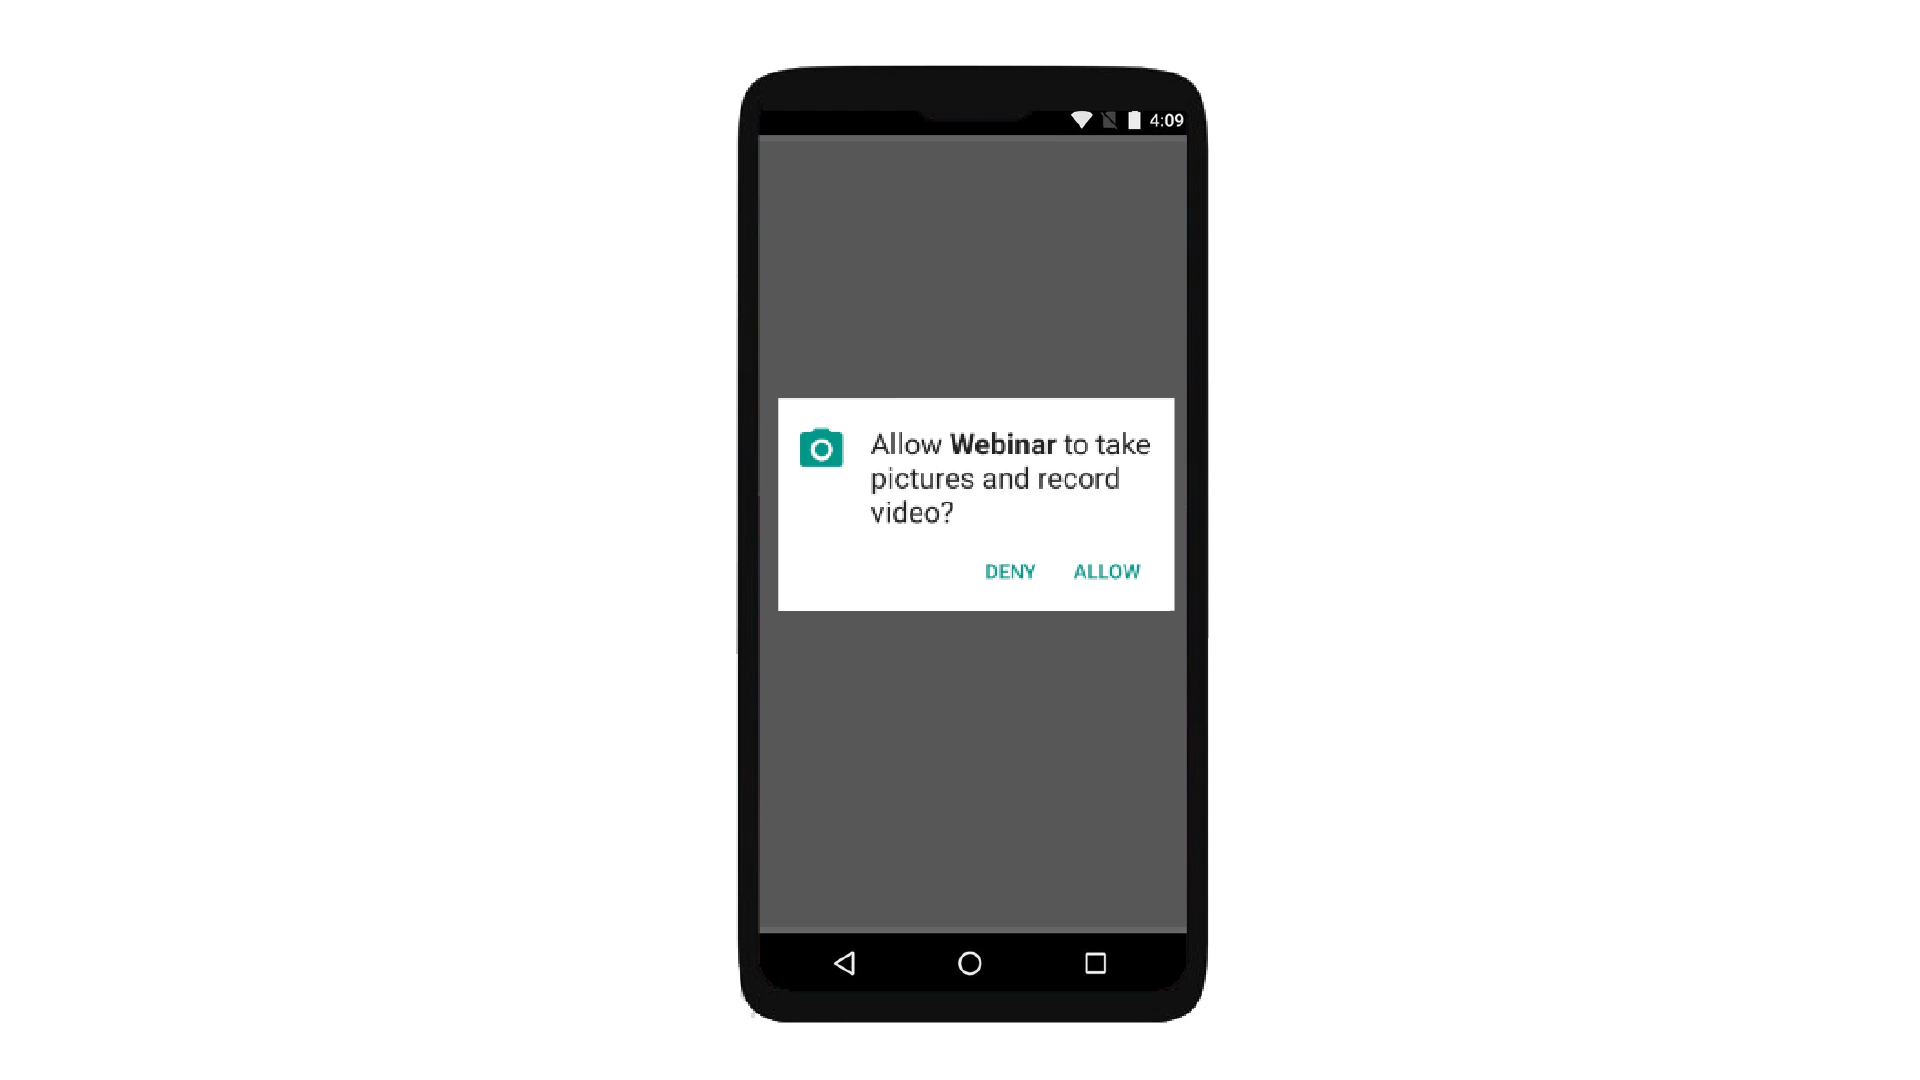 4:09
Allow Webinar to take
pictures and record
video?
DENY ALLOW